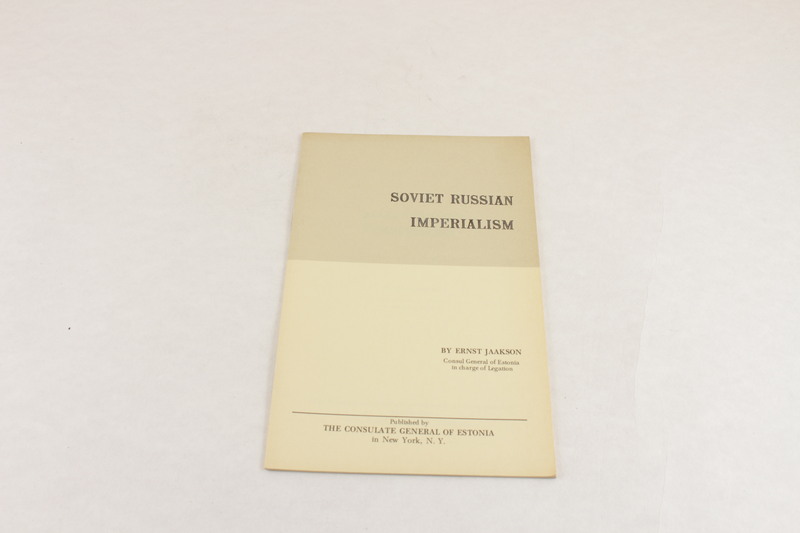 SOVIET RUSSIAN
IMPERIALISM
BY ERNST JAAKSON
Consul General of Estonia
in charge of Legation
Published by
THE CONSULATE GENERAL OF ESTONIA
in New York, N. Y.